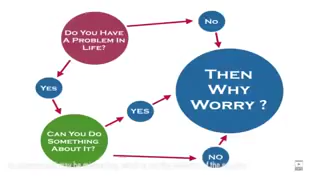 DO YOU HAVE
A PROBLEM IN
LIFE?
NO
YES
THEN
WHY
WORRY ?
YES
CAN YOU DO
SOMETHING
ABOUT IT?
NO